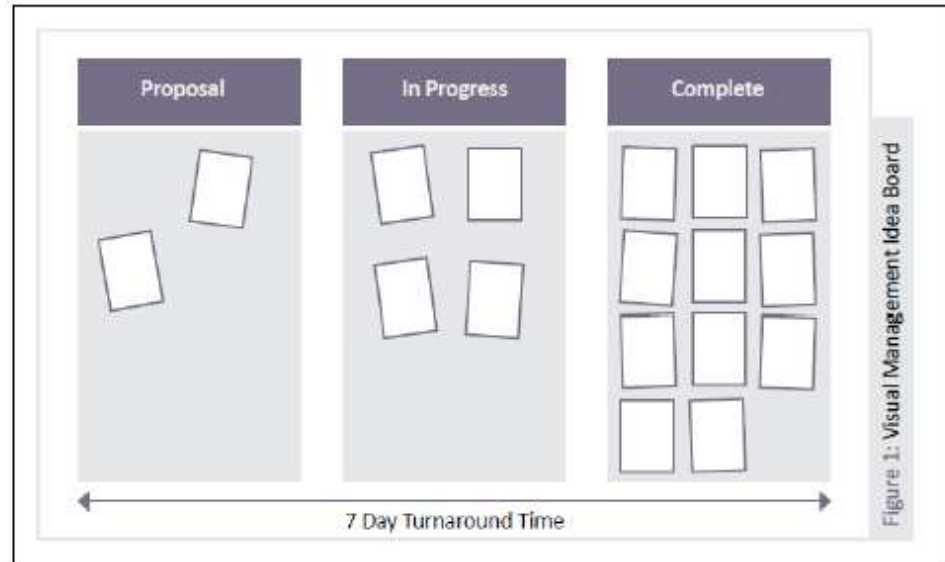 Proposal
In Progress
Complete
7 Day Turnaround Time
Figure 1: Visual Management Idea Board